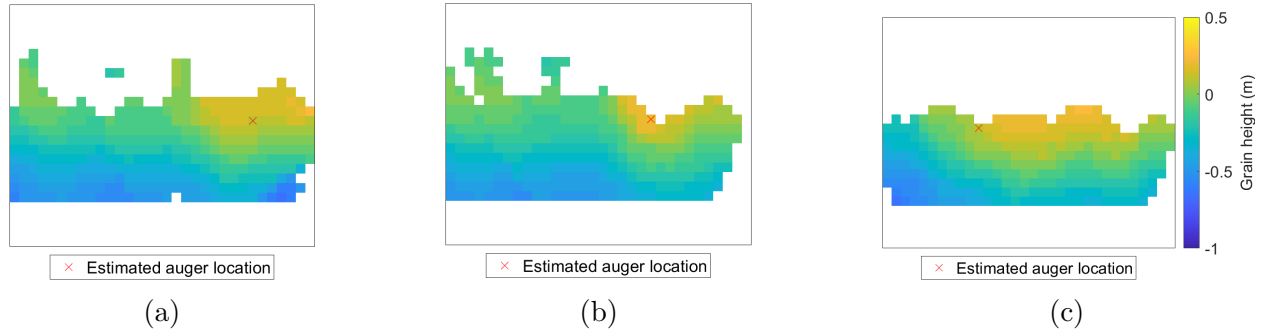 0.5
0
-0.5
-1
Grain height (m)
Estimated auger location
Estimated auger location
Estimated auger location
(a)
(b)
(c)